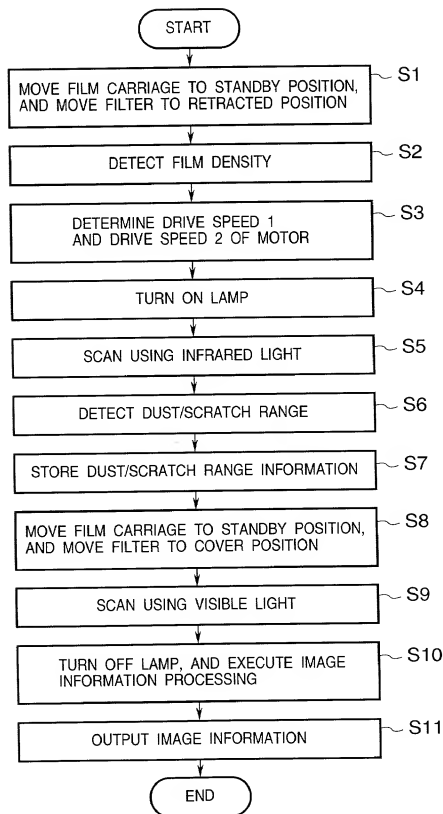 START
MOVE FILM CARRIAGE TO STANDBY POSITION,
AND MOVE FILTER TO RETRACTED POSITION
S1
DETECT FILM DENSITY
S2
DETERMINE DRIVE SPEED 1
AND DRIVE SPEED 2 OF MOTOR
S3
TURN ON LAMP
S4
SCAN USING INFRARED LIGHT
S5
DETECT DUST/SCRATCH RANGE
S6
STORE DUST/SCRATCH RANGE INFORMATION
S7
MOVE FILM CARRIAGE TO STANDBY POSITION,
AND MOVE FILTER TO COVER POSITION
S8
SCAN USING VISIBLE LIGHT
S9
TURN OFF LAMP, AND EXECUTE IMAGE
INFORMATION PROCESSING
S10
OUTPUT IMAGE INFORMATION
S11
END